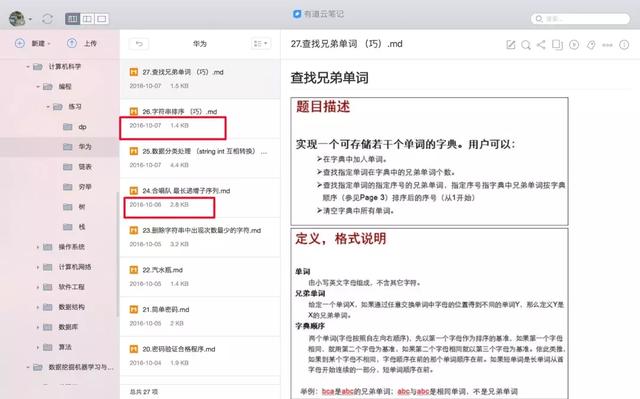 有道云笔记
搜索...
新建
上传
华为
27.查找兄弟单词 （巧）.md
计算机科学
编程
练习
dp
华为
链表
穷举
树
栈
操作系统
计算机网络
软件工程
数据结构
数据库
算法
数据挖掘机器学习与...
27.查找兄弟单词 （巧）.md
2016-10-07 1.5 KB
26.字符串排序 （巧）.md
2016-10-07 1.4 KB
25.数据分类处理 （string int 互相转换） ...
2016-10-07 4.4 KB
24.合唱队 最长递增子序列.md
2016-10-06 2.8 KB
23.删除字符串中出现次数最少的字符.md
2016-10-05 3.2 KB
22.汽水瓶.md
2016-10-05 1.2 KB
21.简单密码.md
2016-10-05 2.1 KB
20.密码验证合格程序.md
2016-10-04 1.9 KB
总共 27 项
查找兄弟单词
题目描述
实现一个可存储若干个单词的字典。用户可以：
➢在字典中加入单词。
➢查找指定单词在字典中的兄弟单词个数。
➢查找指定单词的指定序号的兄弟单词，指定序号指字典中兄弟单词按字典
顺序（参见Page 3）排序后的序号（从1开始）
➢清空字典中所有单词。
定义，格式说明
单词
由小写英文字母组成，不含其它字符。
兄弟单词
给定一个单词X，如果通过任意交换单词中字母的位置得到不同的单词Y，那么定义Y是
X的兄弟单词。
字典顺序
两个单词(字母按照自左向右顺序)，先以第一个字母作为排序的基准，如果第一个字母
相同，就用第二个字母为基准，如果第二个字母相同就以第三个字母为基准。依此类推，
如果到某个字母不相同，字母顺序在前的那个单词顺序在前。如果短单词是长单词从首
字母开始连续的一部分，短单词顺序在前。
举例：bca是abc的兄弟单词；abc与abc是相同单词，不是兄弟单词